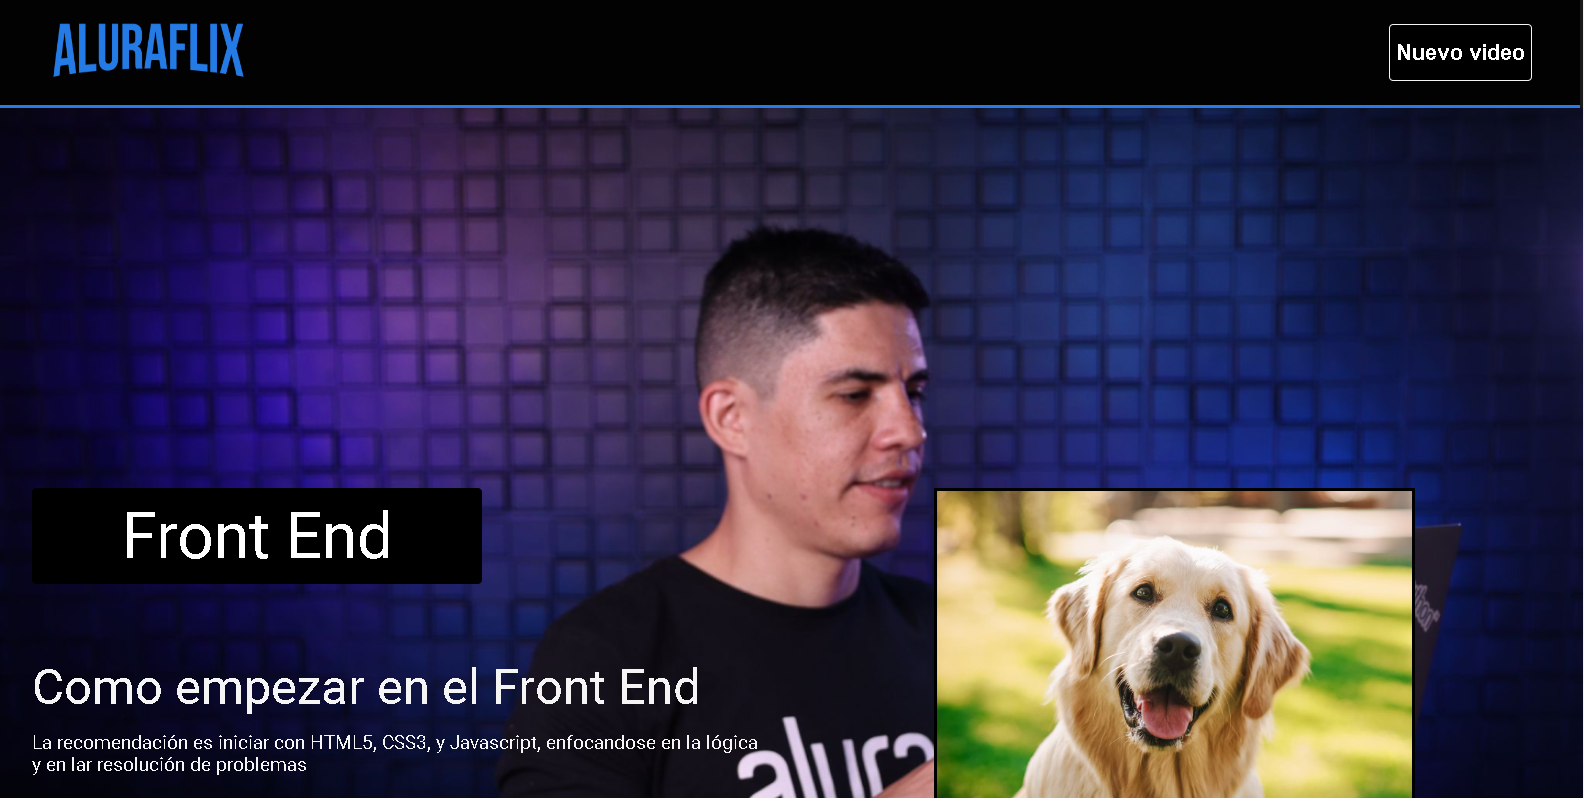 ALURAFLIX
Nuevo video
Front End
Como empezar en el Front End
La recomendación es iniciar con HTML5, CSS3, y Javascript, enfocandose en la lógica
y en lar resolución de problemas
alura